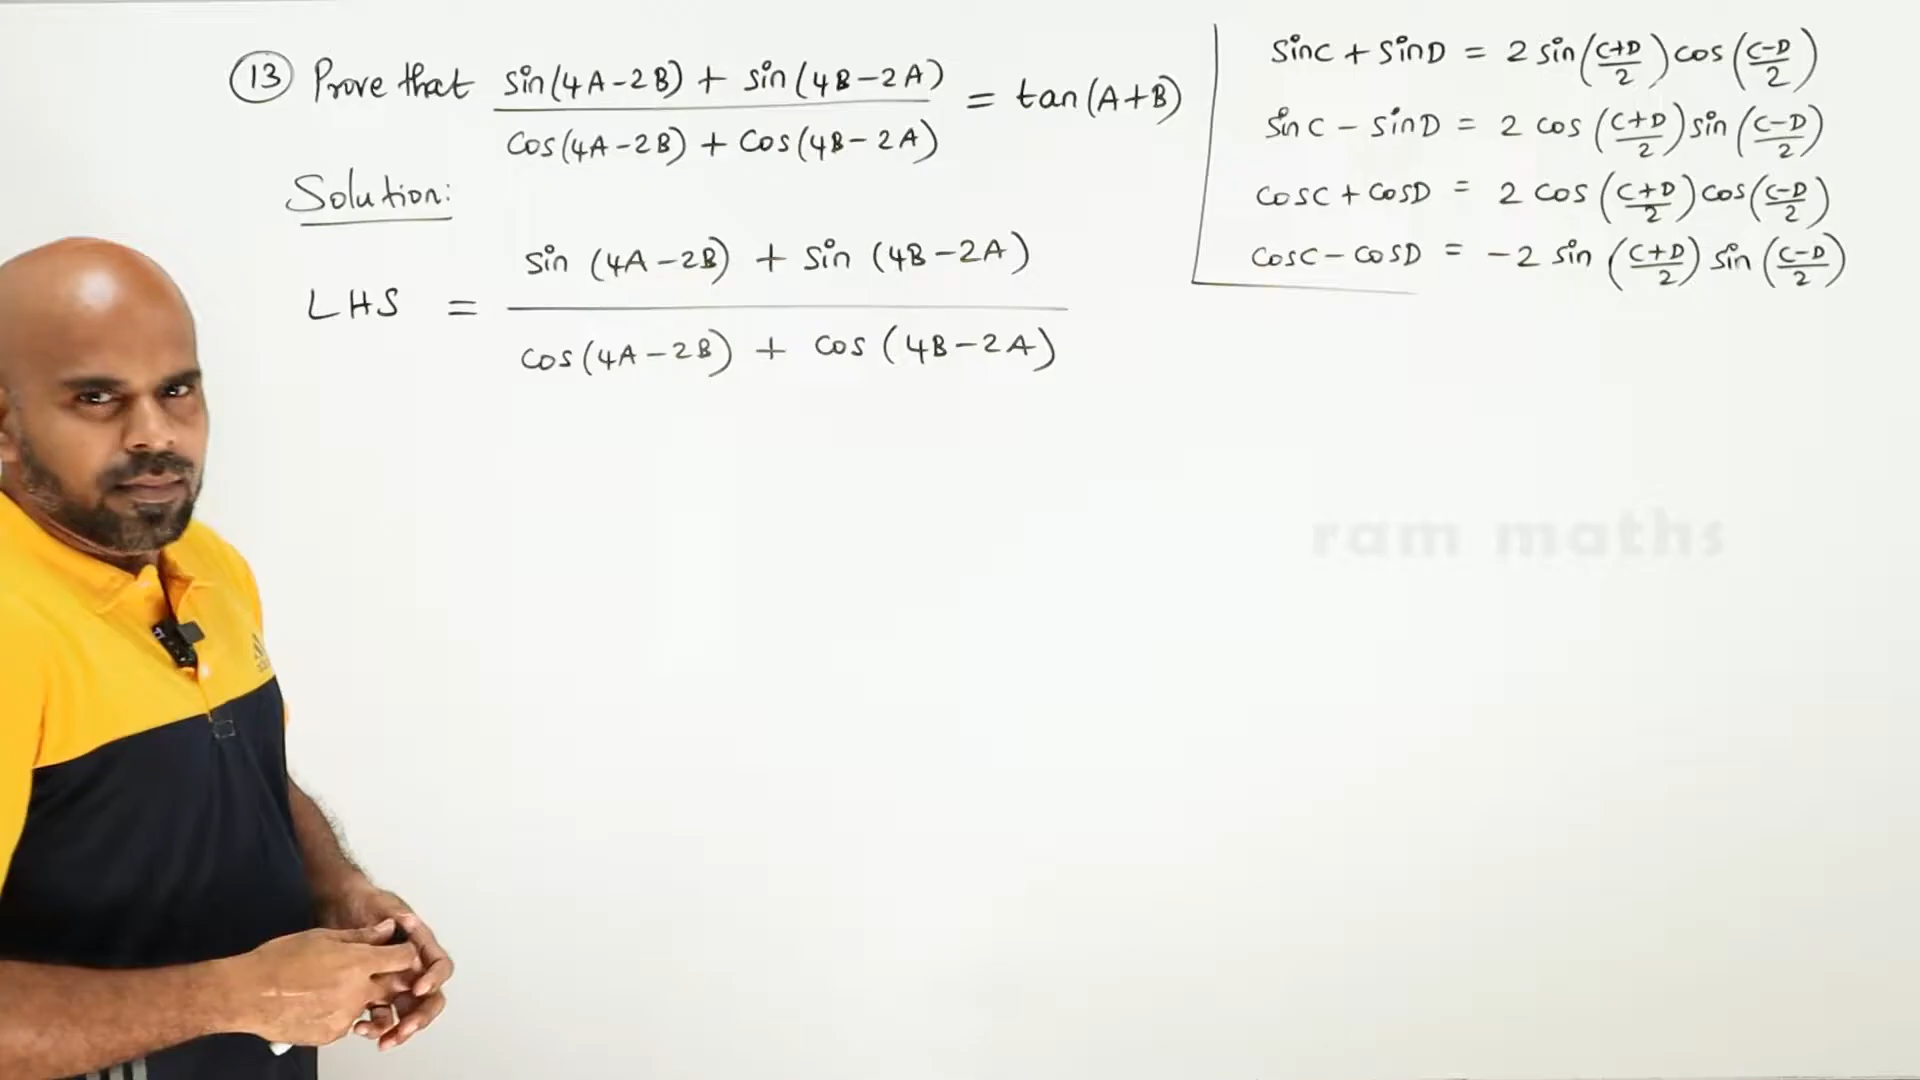 (13) Prove that sin(4A-2B) + sin(4B-2A) / cos(4A-2B) + cos(4B-2A) = tan(A+B)
Solution:
LHS = sin (4A-2B) + sin (4B-2A) / cos(4A-2B) + cos (4B-2A)
sinC + sinD = 2 sin(C+D/2) cos(C-D/2)
sinC - sinD = 2 cos (C+D/2) sin (C-D/2)
cosC + cosD = 2 cos (C+D/2) cos(C-D/2)
cosC - cosD = -2 sin (C+D/2) sin (C-D/2)
ram maths